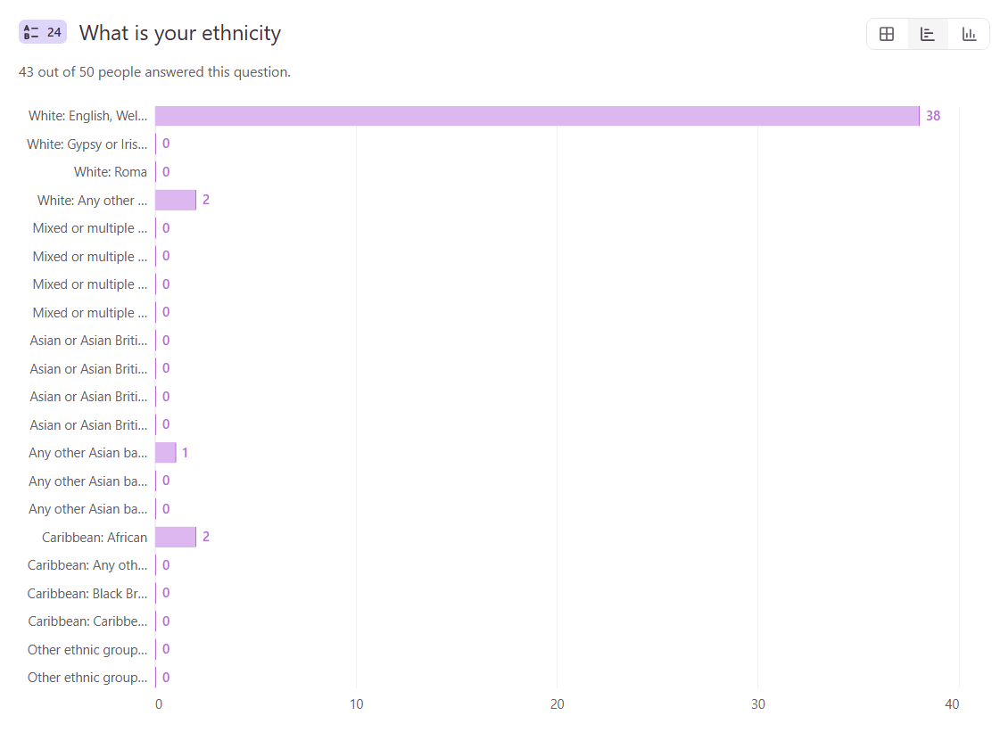 A B 24 What is your ethnicity
43 out of 50 people answered this question.
White: English, Wel... 38
White: Gypsy or Iris... 0
White: Roma 0
White: Any other ... 2
Mixed or multiple ... 0
Mixed or multiple ... 0
Mixed or multiple ... 0
Mixed or multiple ... 0
Asian or Asian Briti... 0
Asian or Asian Briti... 0
Asian or Asian Briti... 0
Asian or Asian Briti... 0
Any other Asian ba... 1
Any other Asian ba... 0
Any other Asian ba... 0
Caribbean: African 2
Caribbean: Any oth... 0
Caribbean: Black Br... 0
Caribbean: Caribbe... 0
Other ethnic group... 0
Other ethnic group... 0
0 10 20 30 40